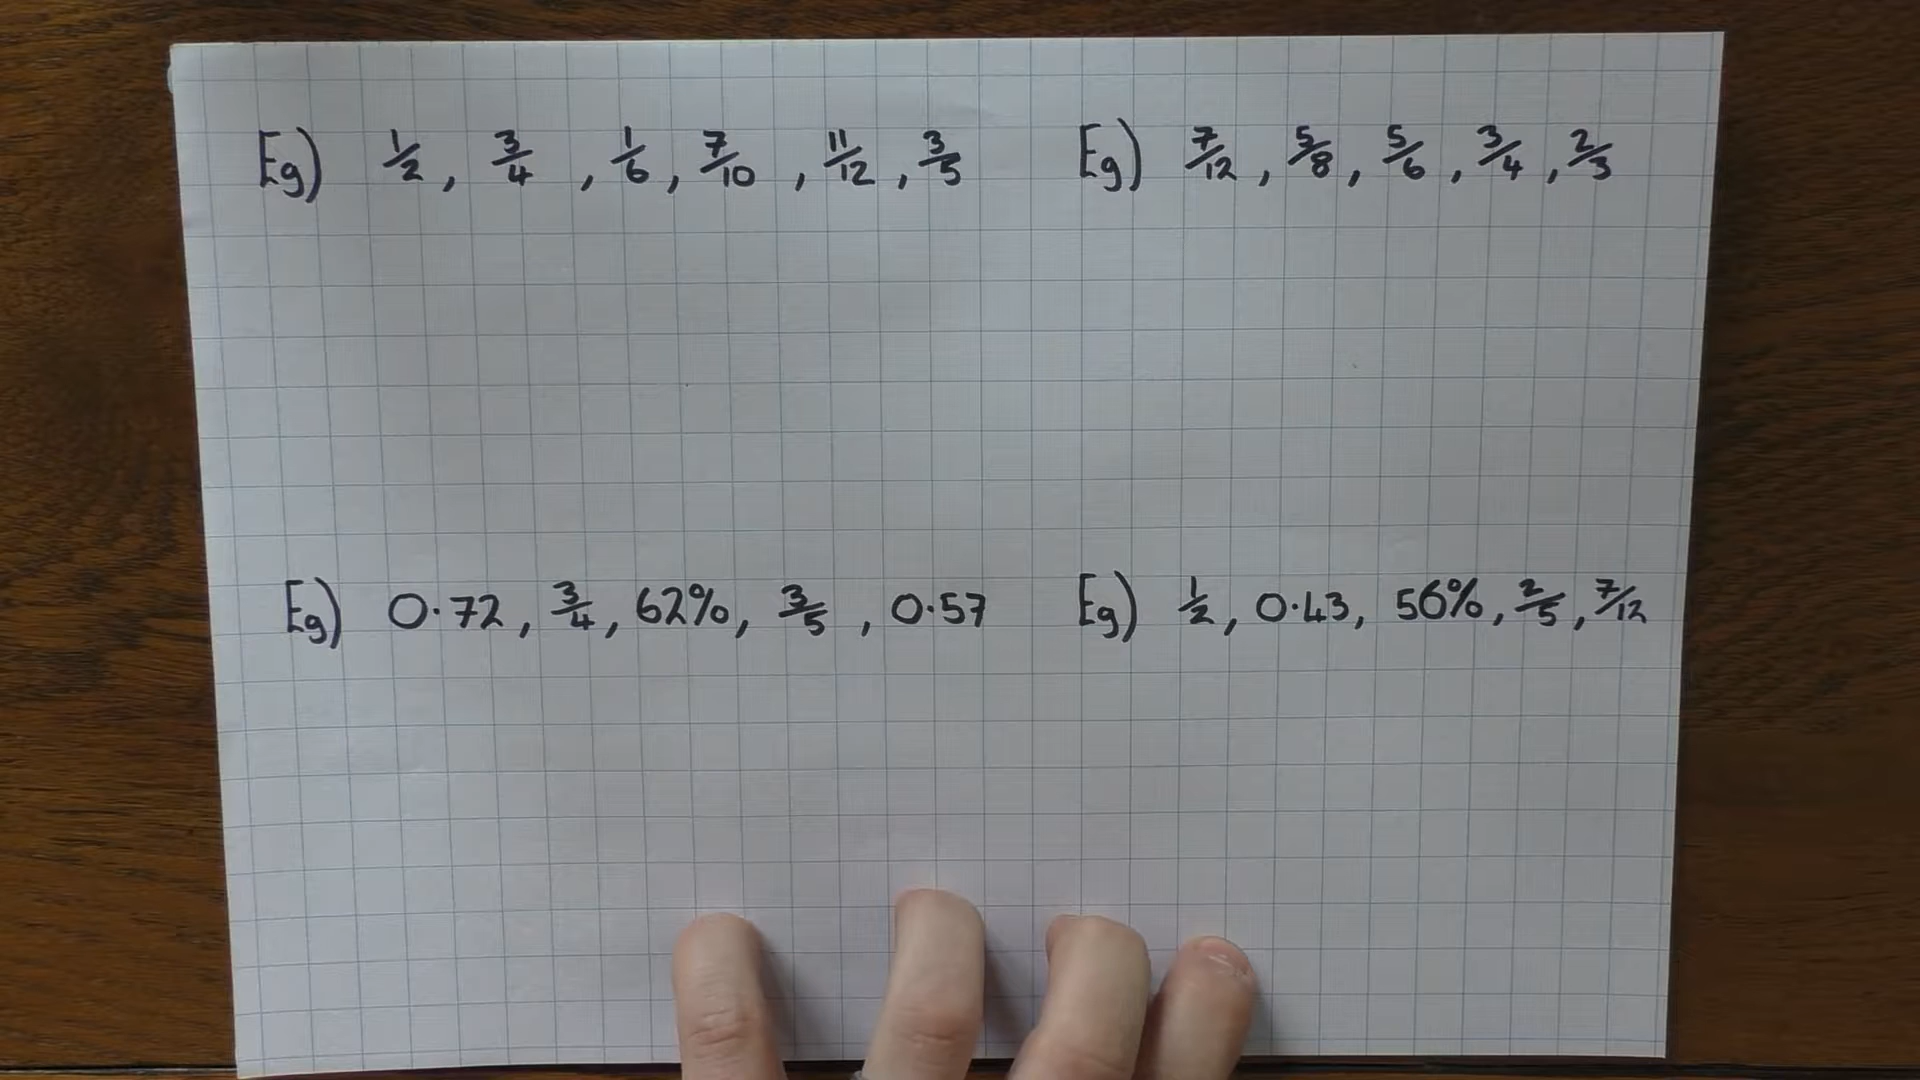 Eg) 1/2, 3/4, 1/6, 7/10, 11/12, 3/5
Eg) 7/12, 5/8, 5/6, 3/4, 2/3
Eg) 0.72, 3/4, 62%, 3/5, 0.57
Eg) 1/2, 0.43, 56%, 2/5, 7/12